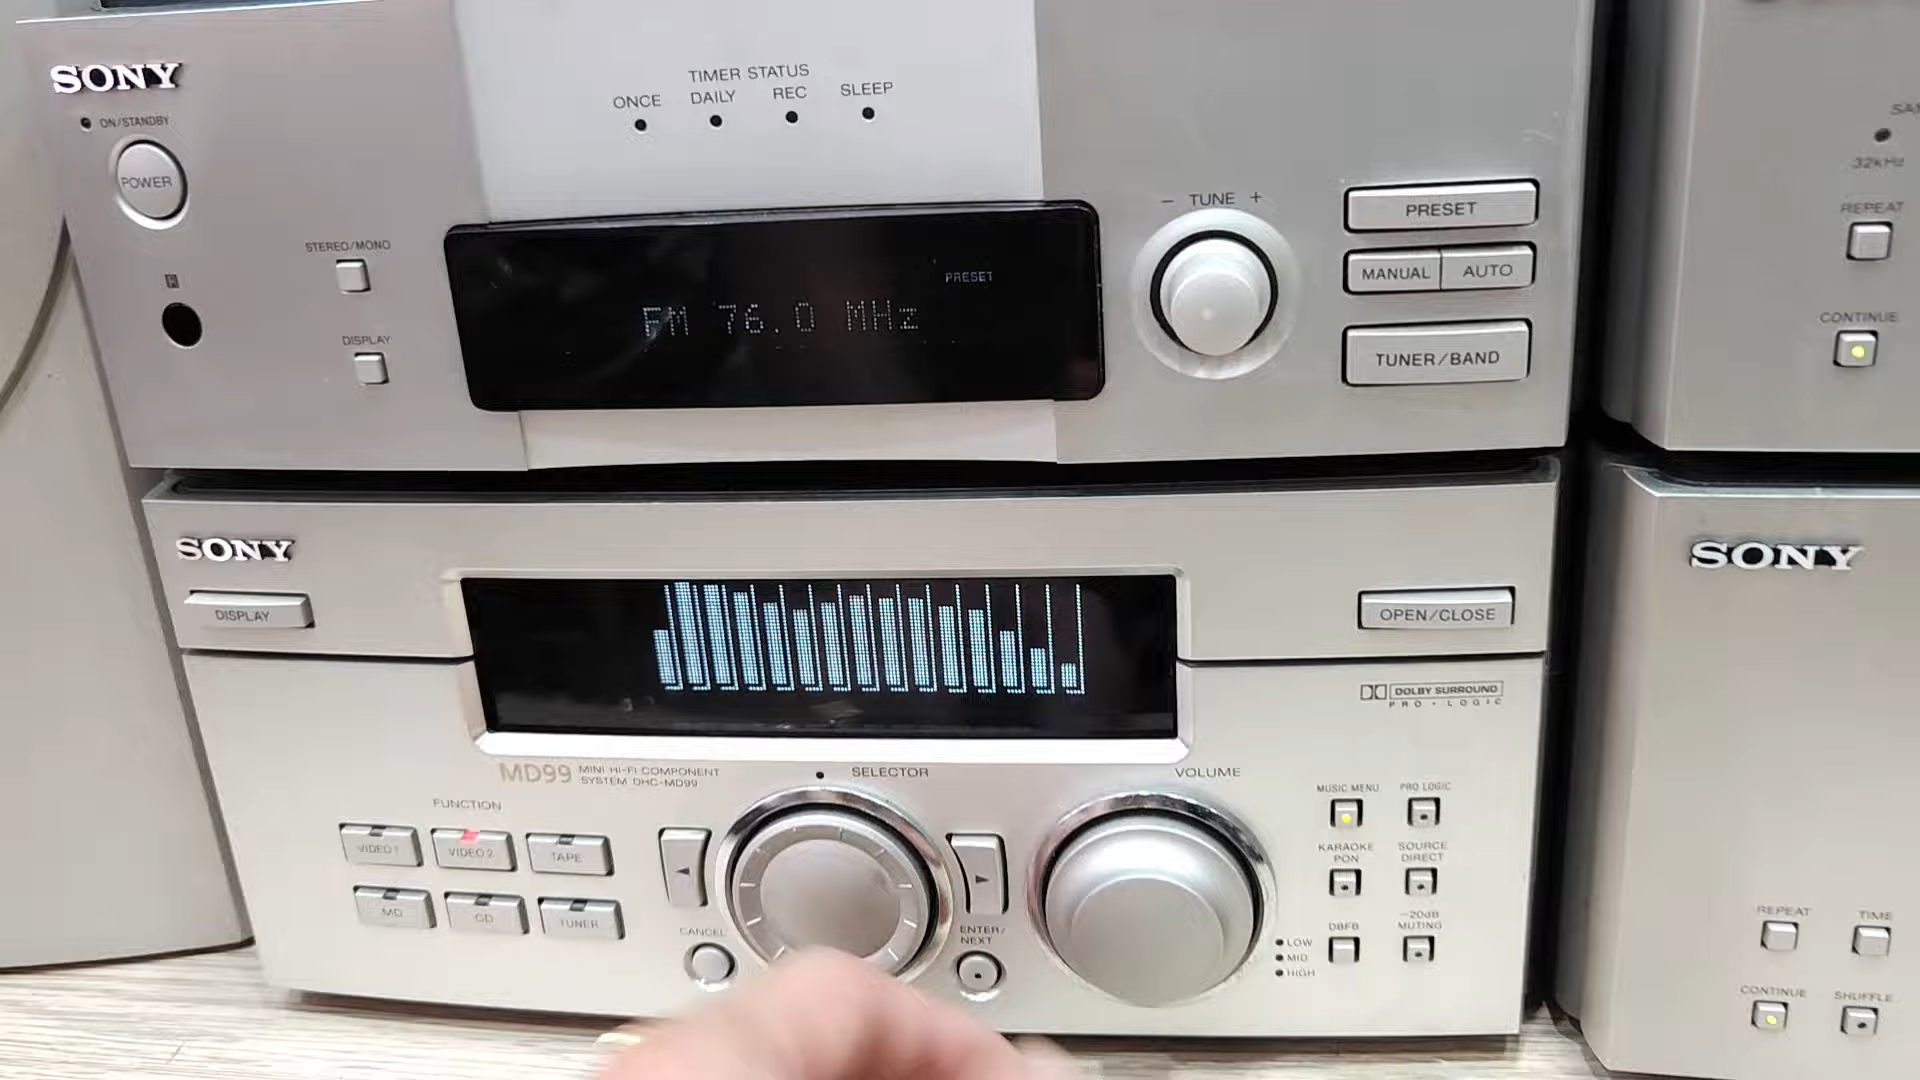 SONY
ON/STANDBY
POWER
TIMER STATUS
ONCE DAILY REC SLEEP
STEREO/MONO
DISPLAY
PRESET
FM 76.0 MHz
− TUNE +
PRESET
MANUAL AUTO
TUNER/BAND
32kHz
REPEAT
CONTINUE
SONY
DISPLAY
OPEN/CLOSE
DOLBY SURROUND
PRO • LOGIC
MD99 MINI HI-FI COMPONENT
SYSTEM DHC-MD99
SELECTOR
VOLUME
FUNCTION
VIDEO 1 VIDEO 2 TAPE
MD CD TUNER
CANCEL
ENTER/
NEXT
MUSIC MENU PRO LOGIC
KARAOKE
PON
SOURCE
DIRECT
DBFB
−20dB
MUTING
LOW
MID
HIGH
SONY
REPEAT TIME
CONTINUE SHUFFLE